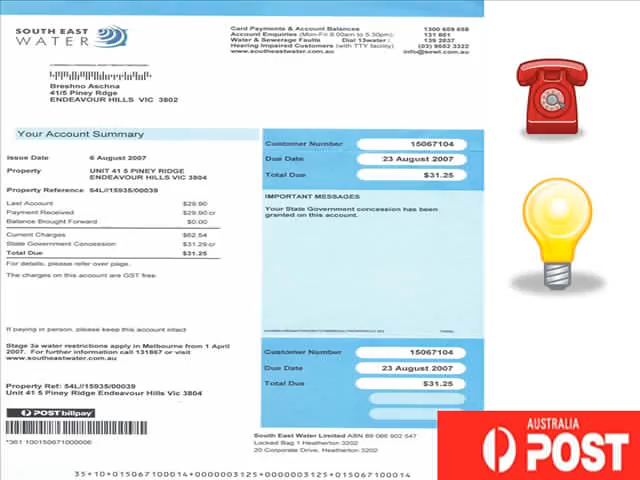 SOUTH EAST
WATER
Card Payments & Account Balances 1300 659 658
Account Enquiries (Mon-Fri 8.00am to 5.30pm): 131 851
Water & Sewerage Faults Dial 13water : 139 2837
Hearing Impaired Customers (with TTY facility) (03) 9552 3322
www.southeastwater.com.au info@sewl.com.au
Breshno Aschna
41/5 Piney Ridge
ENDEAVOUR HILLS VIC 3802
Your Account Summary
Issue Date 6 August 2007
Property UNIT 41 5 PINEY RIDGE
ENDEAVOUR HILLS VIC 3804
Property Reference: 54L//15935/00039
Last Account $29.90
Payment Received $29.90 cr
Balance Brought Forward $0.00
Current Charges $62.54
State Government Concession $31.29 cr
Total Due $31.25
For details, please refer over page.
The charges on this account are GST free.
Customer Number 15067104
Due Date 23 August 2007
Total Due $31.25
IMPORTANT MESSAGES
Your State Government concession has been
granted on this account.
If paying in person, please keep this account intact
Stage 3a water restrictions apply in Melbourne from 1 April
2007. For further information call 131867 or visit
www.southeastwater.com.au
Property Ref: 54L//15935/00039
Unit 41 5 Piney Ridge Endeavour Hills Vic 3804
Customer Number 15067104
Due Date 23 August 2007
Total Due $31.25
POST billpay
*361 100150671000006
South East Water Limited ABN 89 066 902 547
Locked Bag 1 Heatherton 3202
20 Corporate Drive, Heatherton 3202
35+10+015067100014+0000003125+0000003125+015067100014
AUSTRALIA
POST